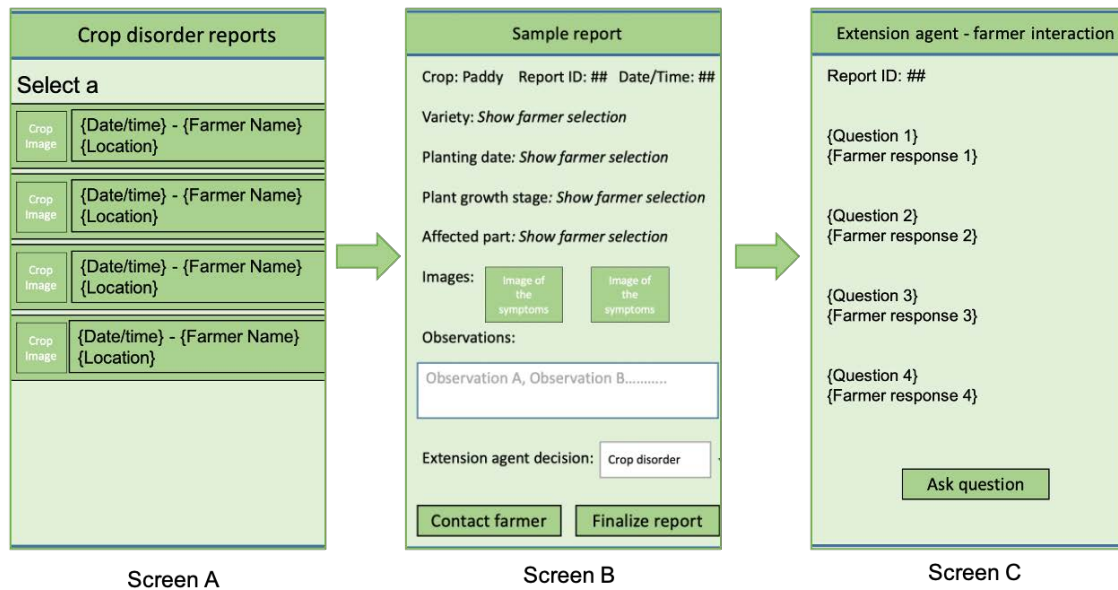 Crop disorder reports
Select a
Crop Image
{Date/time} - {Farmer Name}
{Location}
Crop Image
{Date/time} - {Farmer Name}
{Location}
Crop Image
{Date/time} - {Farmer Name}
{Location}
Crop Image
{Date/time} - {Farmer Name}
{Location}
Screen A
Sample report
Crop: Paddy Report ID: ## Date/Time: ##
Variety: Show farmer selection
Planting date: Show farmer selection
Plant growth stage: Show farmer selection
Affected part: Show farmer selection
Images:
Image of
the
symptoms
Image of
the
symptoms
Observations:
Observation A, Observation B...........
Extension agent decision: Crop disorder
Contact farmer
Finalize report
Screen B
Extension agent - farmer interaction
Report ID: ##
{Question 1}
{Farmer response 1}
{Question 2}
{Farmer response 2}
{Question 3}
{Farmer response 3}
{Question 4}
{Farmer response 4}
Ask question
Screen C